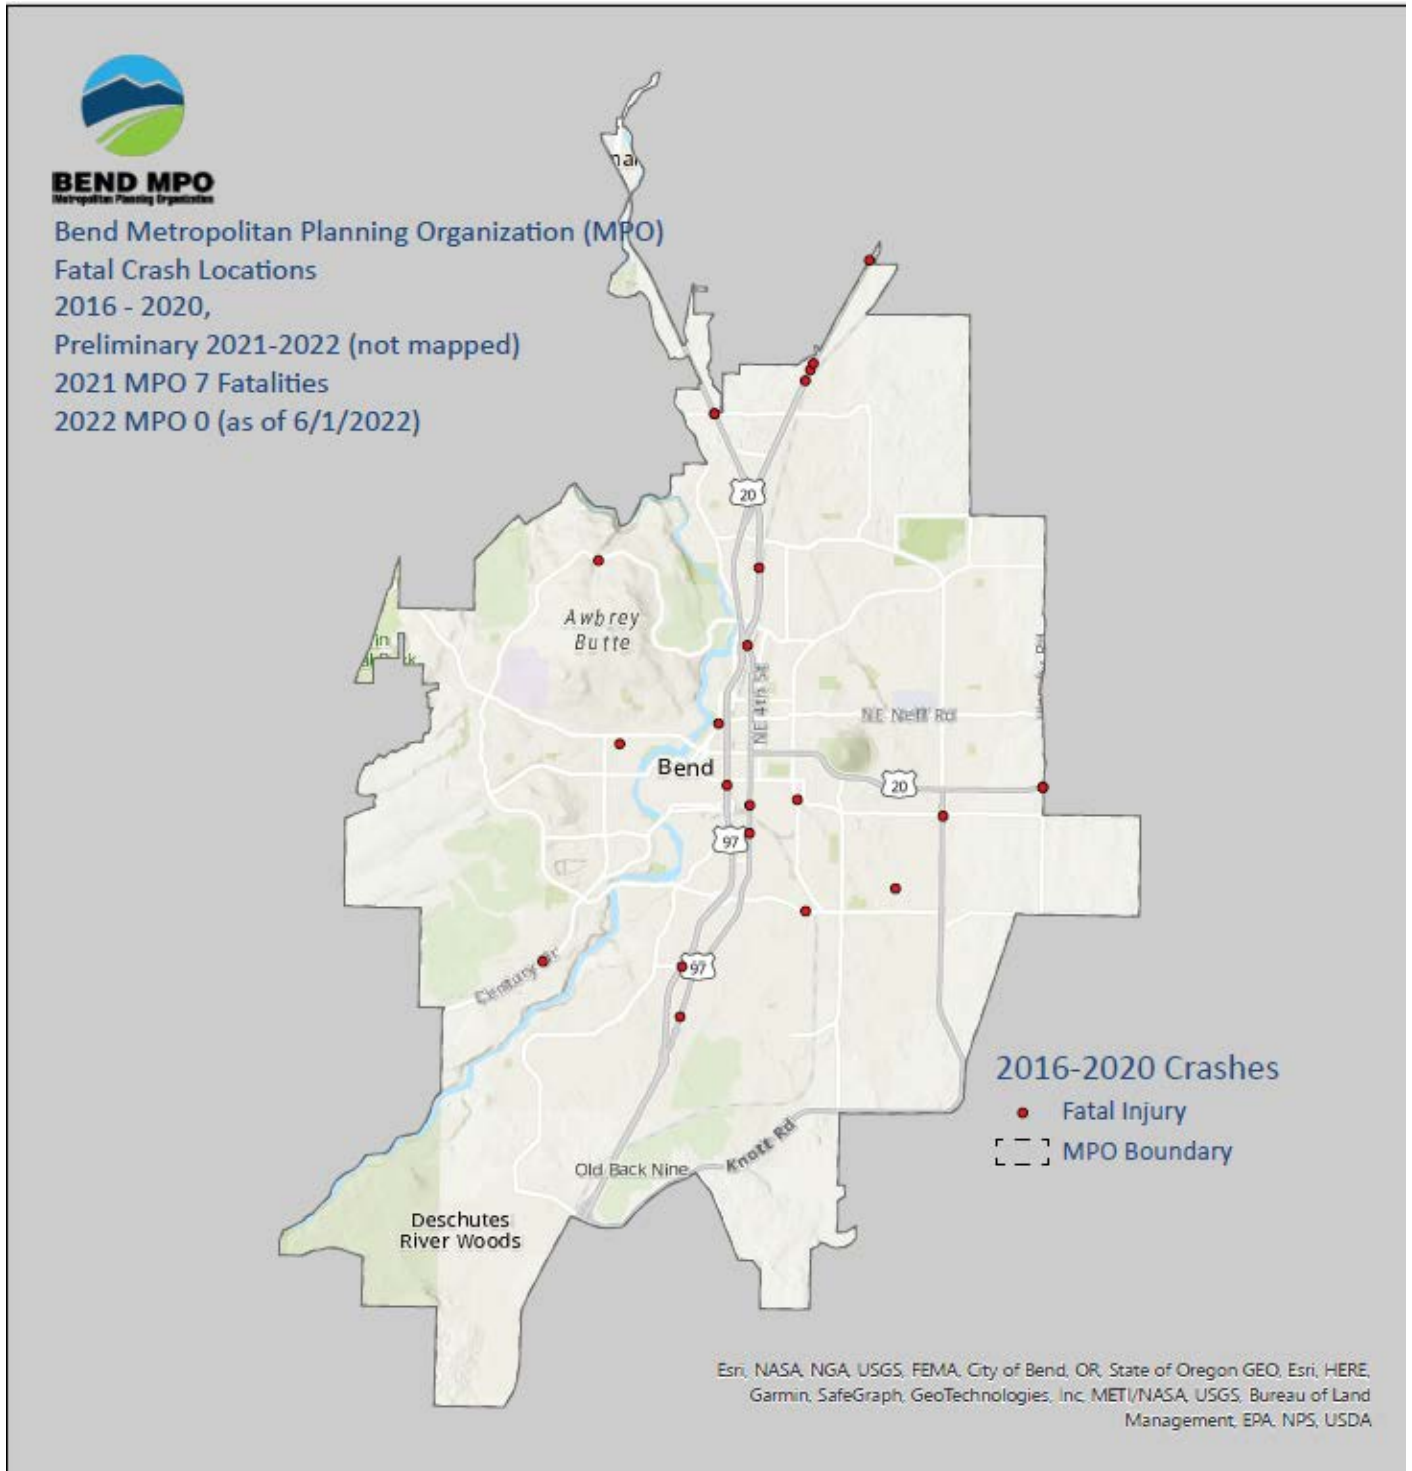 BEND MPO
Metropolitan Planning Organization
Bend Metropolitan Planning Organization (MPO)
Fatal Crash Locations
2016 - 2020,
Preliminary 2021-2022 (not mapped)
2021 MPO 7 Fatalities
2022 MPO 0 (as of 6/1/2022)
20
Awbrey
Butte
NE 4th St
NE Neff Rd
Bend
20
97
Century Dr
97
2016-2020 Crashes
Fatal Injury
MPO Boundary
Knott Rd
Old Back Nine
Deschutes
River Woods
Esri, NASA, NGA, USGS, FEMA, City of Bend, OR, State of Oregon GEO, Esri, HERE,
Garmin, SafeGraph, GeoTechnologies, Inc, METI/NASA, USGS, Bureau of Land
Management, EPA, NPS, USDA